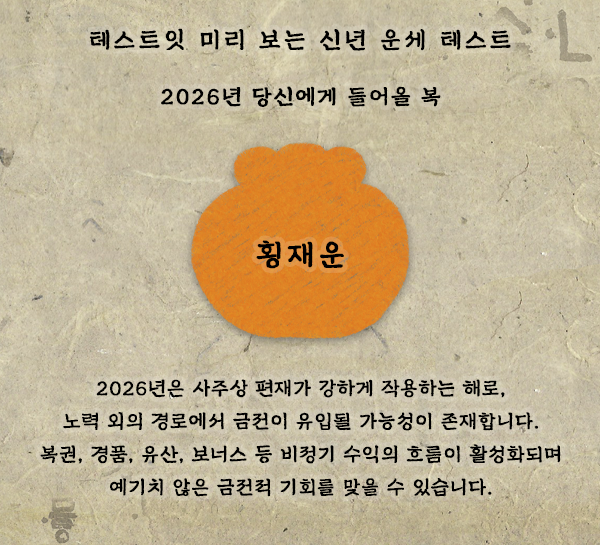 테스트잇 미리 보는 신년 운세 테스트
2026년 당신에게 들어올 복
횡재운
2026년은 사주상 편재가 강하게 작용하는 해로,
노력 외의 경로에서 금전이 유입될 가능성이 존재합니다.
복권, 경품, 유산, 보너스 등 비정기 수익의 흐름이 활성화되며
예기치 않은 금전적 기회를 맞을 수 있습니다.